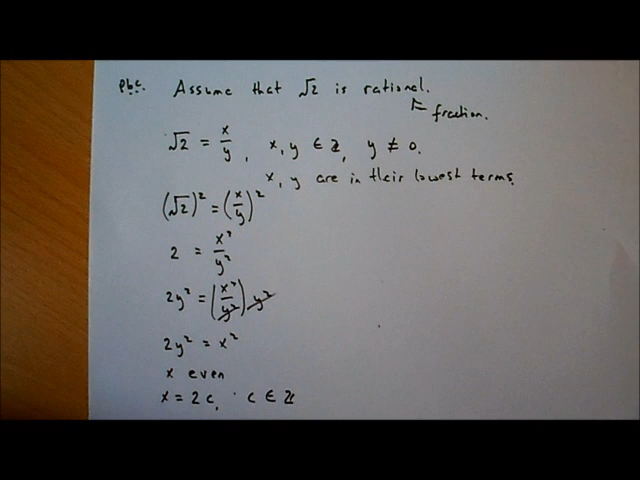 pbc. Assume that √2 is rational.
⊢ fraction.
√2 = x/y, x, y ∈ ℤ, y ≠ 0.
x, y are in their lowest terms.
(√2)² = (x/y)²
2 = x²/y²
2y² = (x²/y²) y²
2y² = x²
x even
x = 2c, c ∈ ℤ